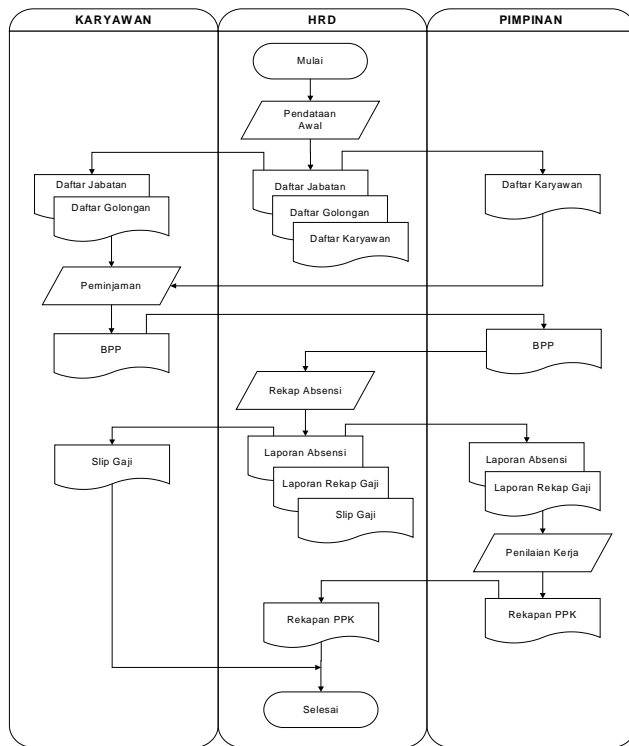 KARYAWAN
HRD
PIMPINAN
Mulai
Pendataan
Awal
Daftar Jabatan
Daftar Golongan
Daftar Jabatan
Daftar Golongan
Daftar Karyawan
Daftar Karyawan
Peminjaman
BPP
BPP
Rekap Absensi
Slip Gaji
Laporan Absensi
Laporan Rekap Gaji
Slip Gaji
Laporan Absensi
Laporan Rekap Gaji
Penilaian Kerja
Rekapan PPK
Rekapan PPK
Selesai